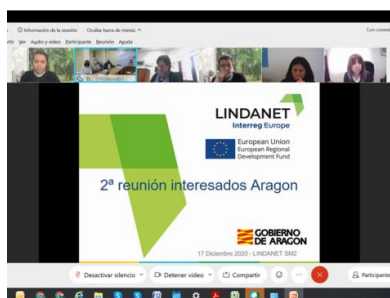 Información de la reunión Ocultar barra de menús
Ver Audio y vídeo Participante Reunión Ayuda
LINDANET
Interreg Europe
European Union
European Regional
Development Fund
2ª reunión interesados Aragon
GOBIERNO
DE ARAGON
17 Diciembre 2020 - LINDANET SM2
Desactivar silencio
Detener vídeo
Compartir
Participante